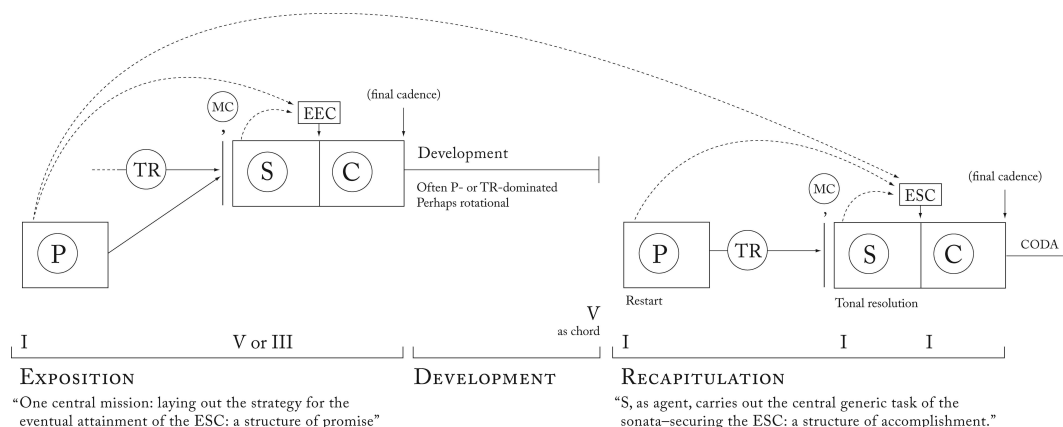 MC
,
EEC
(final cadence)
TR
S
C
Development
Often P- or TR-dominated
Perhaps rotational
P
MC
,
ESC
(final cadence)
P
TR
S
C
CODA
Restart
Tonal resolution
V
as chord
I
V or III
I
I
I
EXPOSITION
DEVELOPMENT
RECAPITULATION
“One central mission: laying out the strategy for the
eventual attainment of the ESC: a structure of promise”
“S, as agent, carries out the central generic task of the
sonata–securing the ESC: a structure of accomplishment.”